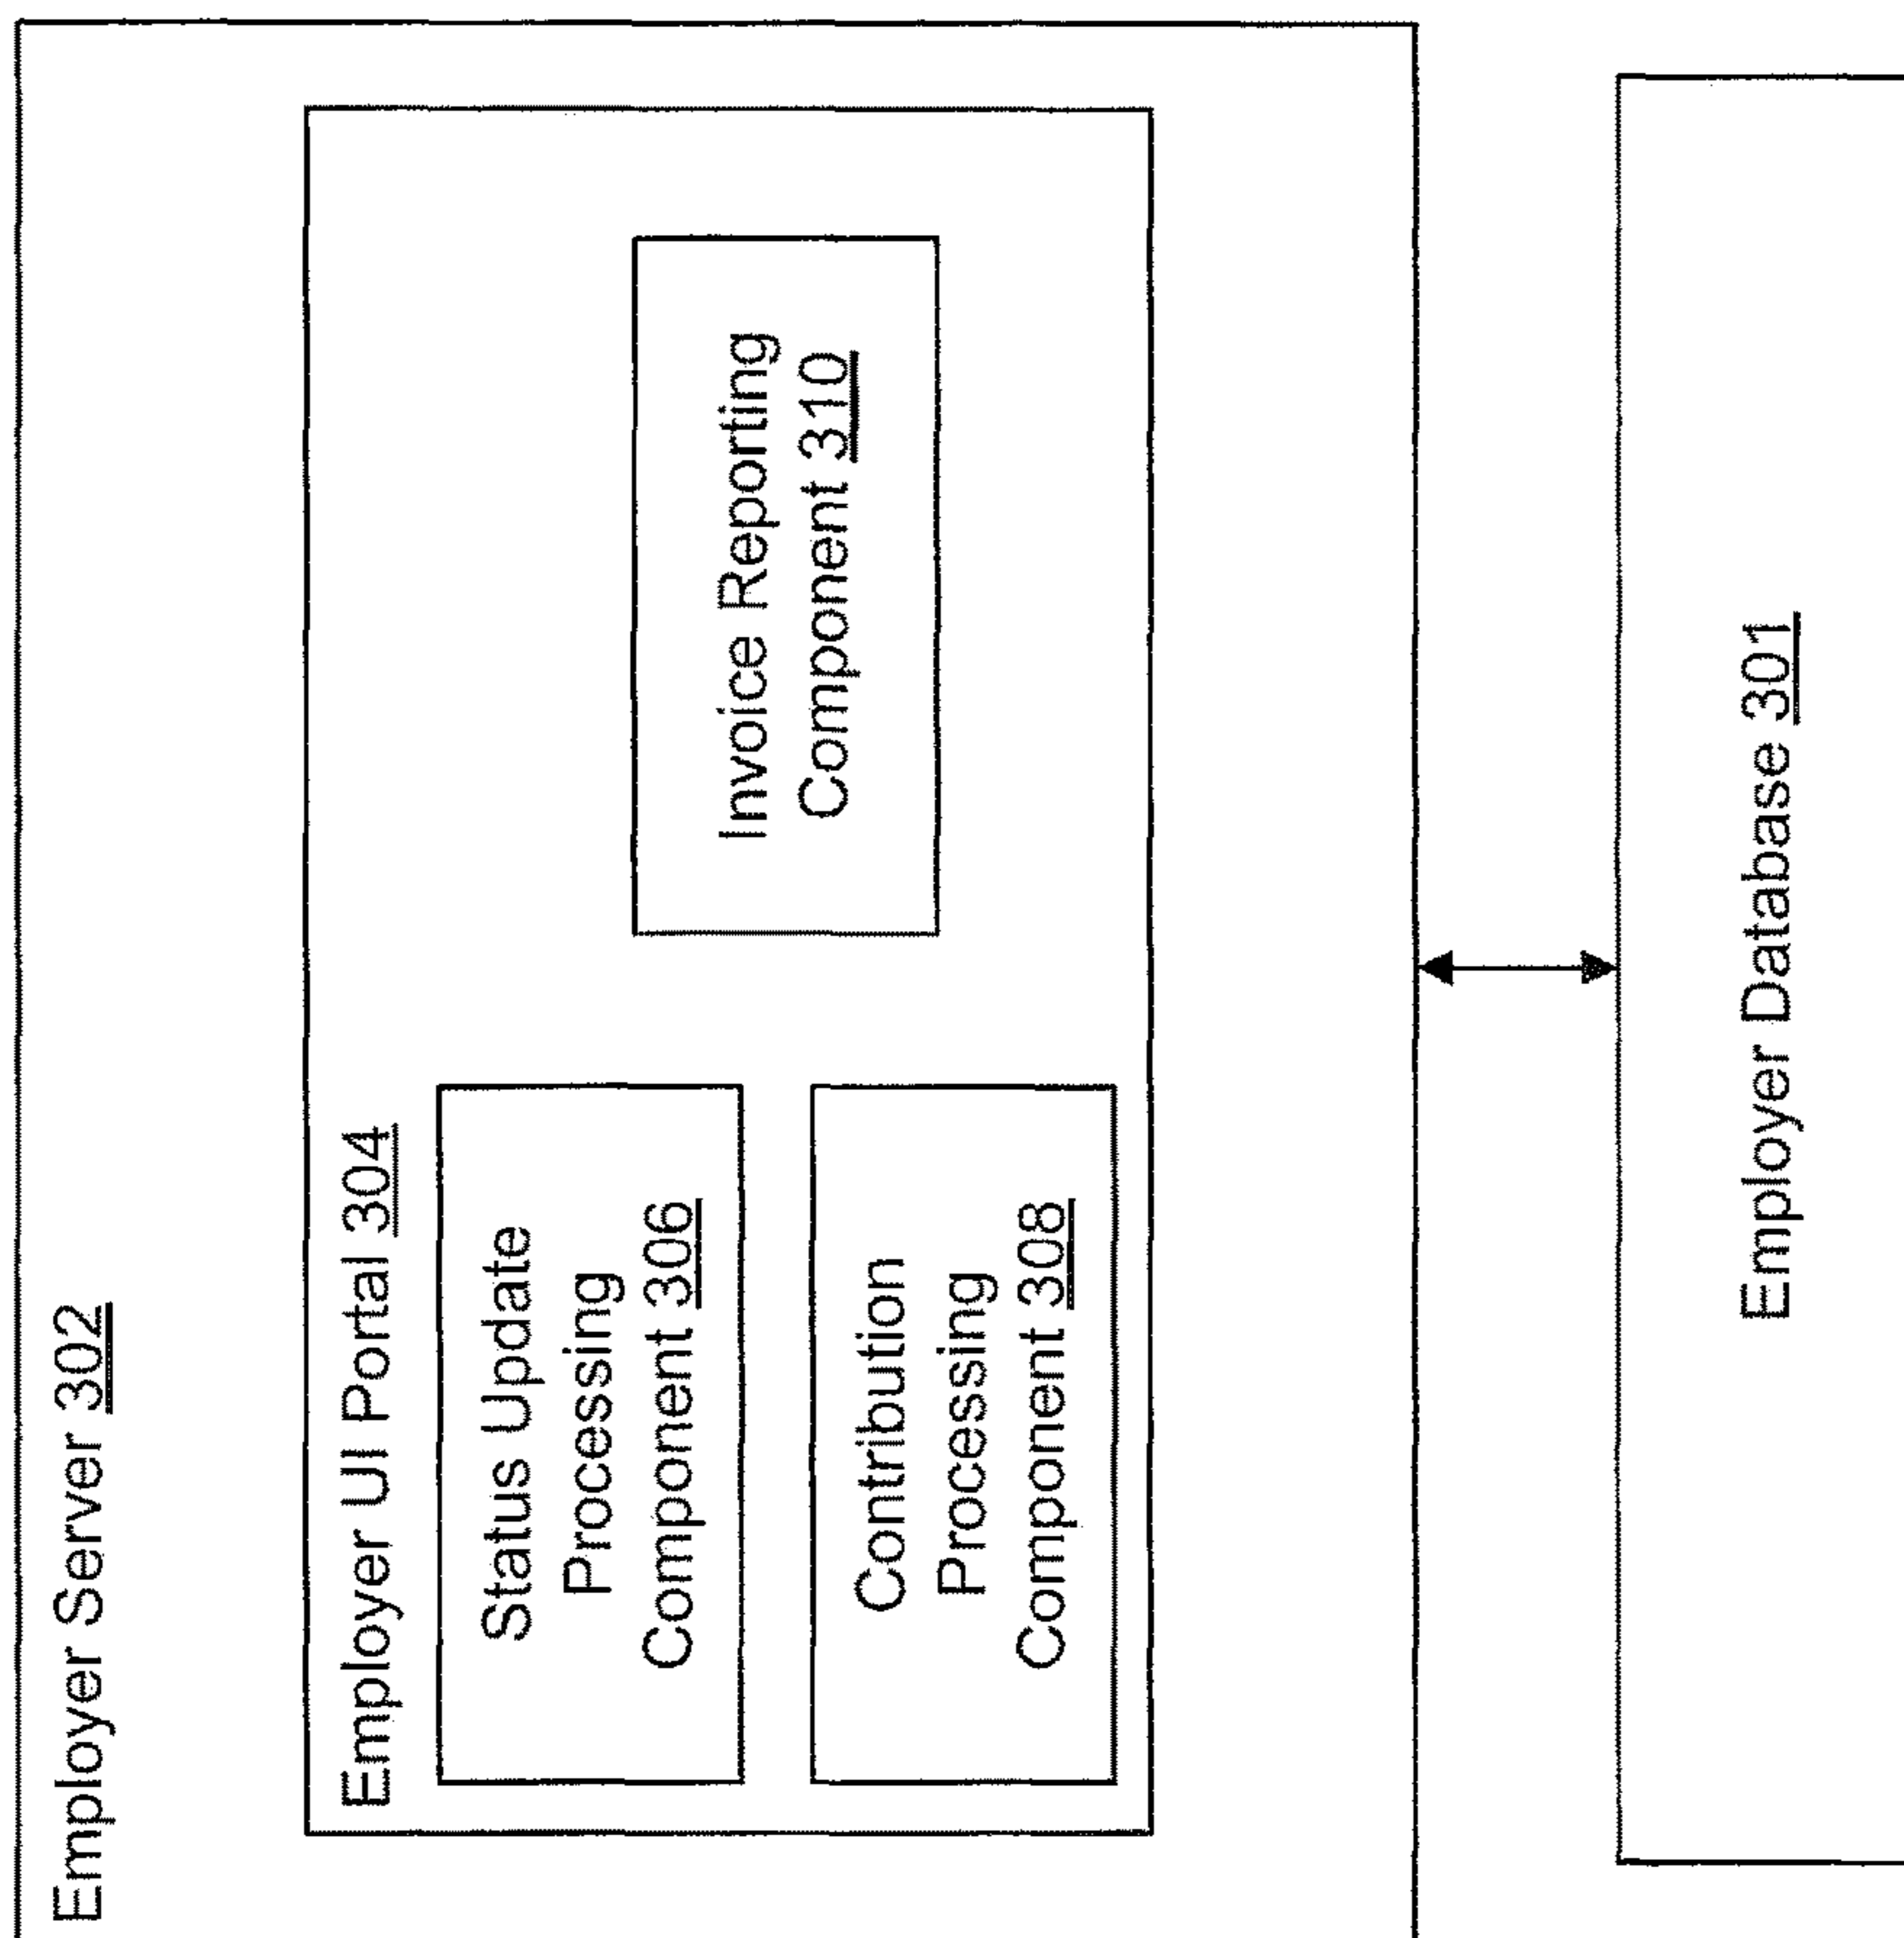 Employer Server 302
Employer UI Portal 304
Status Update
Processing
Component 306
Contribution
Processing
Component 308
Invoice Reporting
Component 310
Employer Database 301